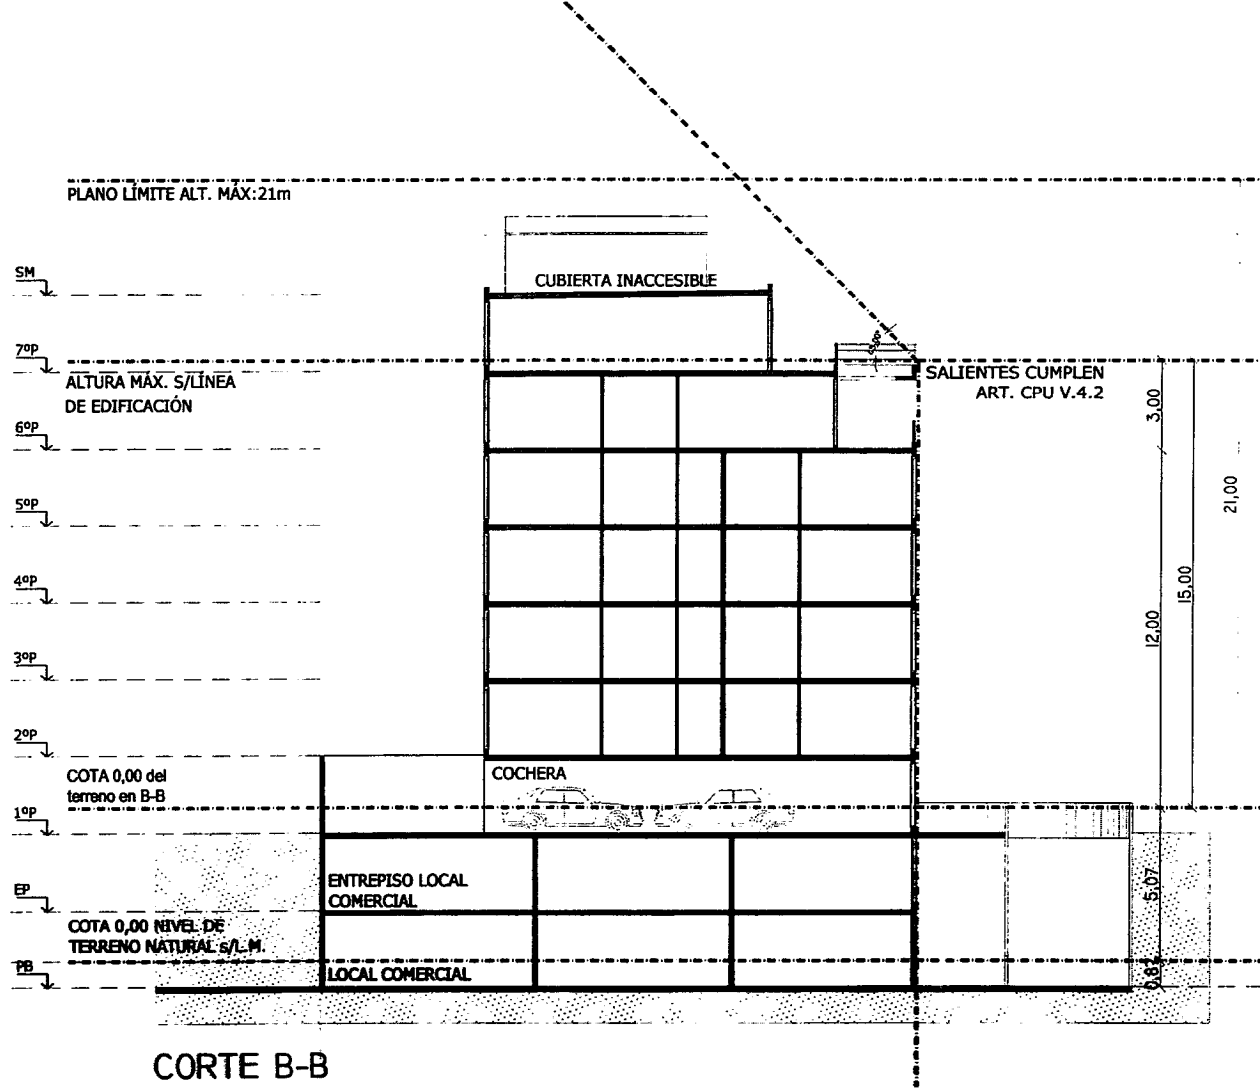 PLANO LÍMITE ALT. MÁX:21m
SM
CUBIERTA INACCESIBLE
7ºP
ALTURA MÁX. S/LÍNEA
DE EDIFICACIÓN
SALIENTES CUMPLEN
ART. CPU V.4.2
3,00
6ºP
21,00
5ºP
4ºP
15,00
12,00
3ºP
2ºP
COCHERA
COTA 0,00 del
terreno en B-B
1ºP
ENTREPISO LOCAL
COMERCIAL
5,07
EP
COTA 0,00 NIVEL DE
TERRENO NATURAL s/L.M.
PB
LOCAL COMERCIAL
CORTE B-B